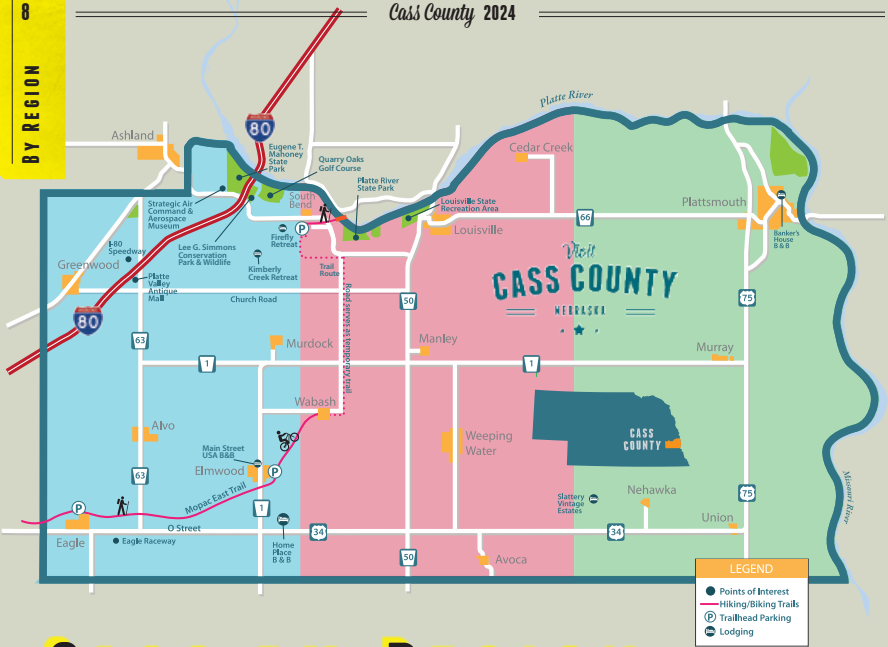 8
Cass County 2024
BY REGION
Platte River
80
Ashland
Eugene T.
Mahoney
State
Park
Quarry Oaks
Golf Course
Cedar Creek
Platte River
State Park
Strategic Air
Command &
Aerospace
Museum
South
Bend
Louisville State
Recreation Area
Plattsmouth
66
P
Louisville
Banker's
House
B & B
I-80
Speedway
Lee G. Simmons
Conservation
Park & Wildlife
Firefly
Retreat
Visit
CASS COUNTY
NEBRASKA
Greenwood
Kimberly
Creek Retreat
Trail
Route
Platte
Valley
Antique
Mall
Church Road
Road serves as temporary trail
50
75
80
63
Murdock
Manley
Murray
1
1
Wabash
Alvo
CASS
COUNTY
Main Street
USA B&B
Weeping
Water
Elmwood
P
63
Mopac East Trail
Slattery
Vintage
Estates
Nehawka
75
Missouri River
P
1
Union
O Street
34
34
Eagle
Eagle Raceway
Home
Place
B & B
50
Avoca
LEGEND
Points of Interest
Hiking/Biking Trails
P Trailhead Parking
Lodging